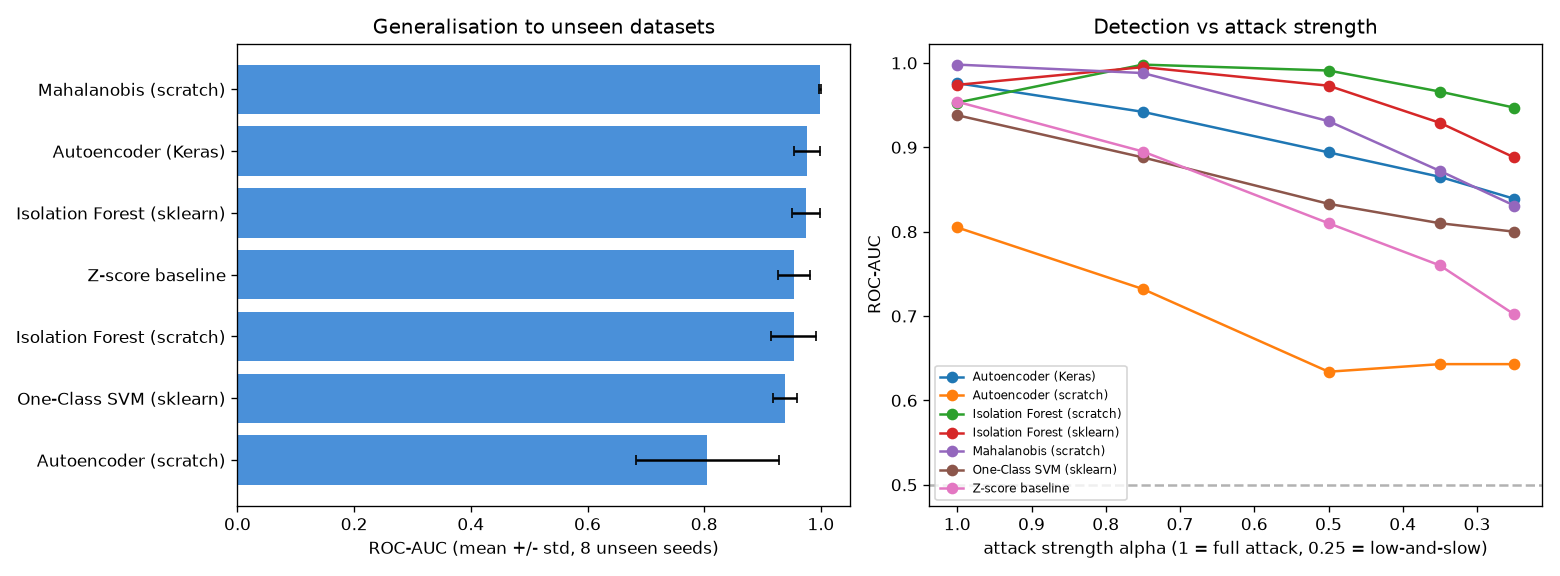 Generalisation to unseen datasets
Mahalanobis (scratch)
Autoencoder (Keras)
Isolation Forest (sklearn)
Z-score baseline
Isolation Forest (scratch)
One-Class SVM (sklearn)
Autoencoder (scratch)
0.0 0.2 0.4 0.6 0.8 1.0
ROC-AUC (mean +/- std, 8 unseen seeds)
Detection vs attack strength
ROC-AUC
1.0
0.9
0.8
0.7
0.6
0.5
Autoencoder (Keras)
Autoencoder (scratch)
Isolation Forest (scratch)
Isolation Forest (sklearn)
Mahalanobis (scratch)
One-Class SVM (sklearn)
Z-score baseline
1.0 0.9 0.8 0.7 0.6 0.5 0.4 0.3
attack strength alpha (1 = full attack, 0.25 = low-and-slow)